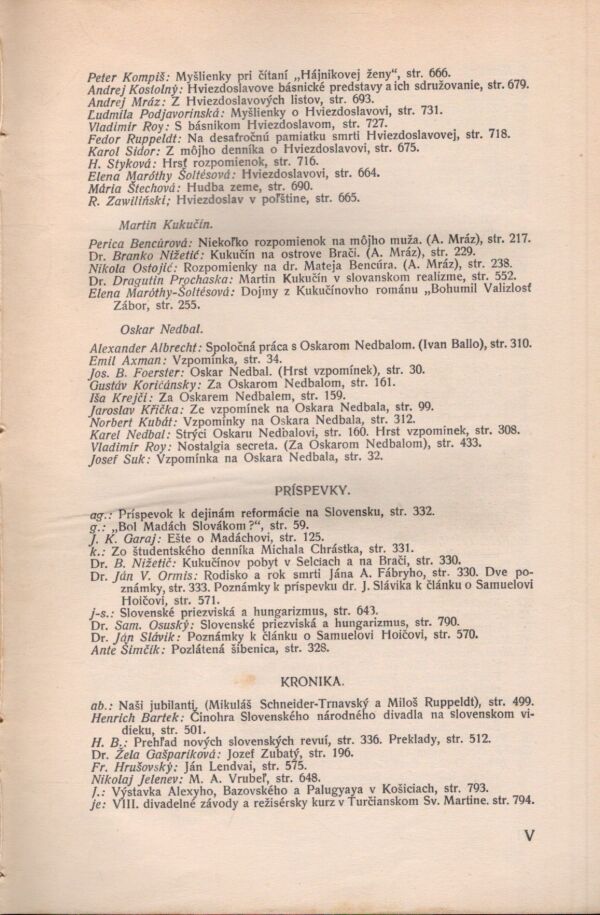 Peter Kompiš: Myšlienky pri čítaní „Hájnikovej ženy“, str. 666.
Andrej Kostolný: Hviezdoslavove básnické predstavy a ich sdružovanie, str. 679.
Andrej Mráz: Z Hviezdoslavových listov, str. 693.
Ľudmila Podjavorinská: Myšlienky o Hviezdoslavovi, str. 731.
Vladimír Roy: S básnikom Hviezdoslavom, str. 727.
Fedor Ruppeldt: Na desaťročnú pamiatku smrti Hviezdoslavovej, str. 718.
Karol Sidor: Z môjho denníka o Hviezdoslavovi, str. 675.
H. Styková: Hrsť rozpomienok, str. 716.
Elena Maróthy Šoltésová: Hviezdoslavovi, str. 664.
Mária Štechová: Hudba zeme, str. 690.
R. Zawiliński; Hviezdoslav v poľštine, str. 665.
Martin Kukučín.
Perica Bencúrová: Niekoľko rozpomienok na môjho muža. (A. Mráz), str. 217.
Dr. Branko Nižetič: Kukučín na ostrove Brači. (A. Mráz), str. 229.
Nikola Ostojić: Rozpomienky na dr. Mateja Bencúra. (A. Mráz), str. 238.
Dr. Dragutin Prochaska: Martin Kukučín v slovanskom realizme, str. 552.
Elena Maróthy-Šoltésová: Dojmy z Kukučínovho románu „Bohumil Valizlosť
Zábor, str. 255.
Oskar Nedbal.
Alexander Albrecht: Spoločná práca s Oskarom Nedbalom. (Ivan Ballo), str. 310.
Emil Axman: Vzpomínka, str. 34.
Jos. B. Foerster: Oskar Nedbal. (Hrst vzpomínek), str. 30.
Gustáv Koričánsky: Za Oskarom Nedbalom, str. 161.
Iša Krejčí: Za Oskarem Nedbalem, str. 159.
Jaroslav Křička: Ze vzpomínek na Oskara Nedbala, str. 99.
Norbert Kubát: Vzpomínky na Oskara Nedbala, str. 312.
Karel Nedbal: Strýci Oskaru Nedbalovi, str. 160. Hrst vzpomínek, str. 308.
Vladimír Roy: Nostalgia secreta. (Za Oskarom Nedbalom), str. 433.
Josef Suk: Vzpomínka na Oskara Nedbala, str. 32.
PRÍSPEVKY.
ag.: Príspevok k dejinám reformácie na Slovensku, str. 332.
g.: „Bol Madách Slovákom?“, str. 59.
J. K. Garaj: Ešte o Madáchovi, str. 125.
k.: Zo študentského denníka Michala Chrástka, str. 331.
Dr. B. Nižetič: Kukučínov pobyt v Selciach a na Brači, str. 330.
Dr. Ján V. Ormis: Rodisko a rok smrti Jána A. Fábryho, str. 330. Dve po-
známky, str. 333. Poznámky k príspevku dr. J. Slávika k článku o Samuelovi
Hoičovi, str. 571.
j-s.: Slovenské priezviská a hungarizmus, str. 643.
Dr. Sam. Osuský: Slovenské priezviská a hungarizmus, str. 790.
Dr. Ján Slávik: Poznámky k článku o Samuelovi Hoičovi, str. 570.
Ante Šimčík: Pozlátená šibenica, str. 328.
KRONIKA.
ab.: Naši jubilanti, (Mikuláš Schneider-Trnavský a Miloš Ruppeldt), str. 499.
Henrich Bartek: Činohra Slovenského národného divadla na slovenskom vi-
dieku, str. 501.
H. B.: Prehľad nových slovenských revuí, str. 336. Preklady, str. 512.
Dr. Žela Gašparíková: Jozef Zubatý, str. 196.
Fr. Hrušovský: Ján Lendvai, str. 575.
Nikolaj Jelenev: M. A. Vrubeľ, str. 648.
J.: Výstavka Alexyho, Bazovského a Palugyaya v Košiciach, str. 793.
je: VIII. divadelné závody a režisérsky kurz v Turčianskom Sv. Martine. str. 794.
V